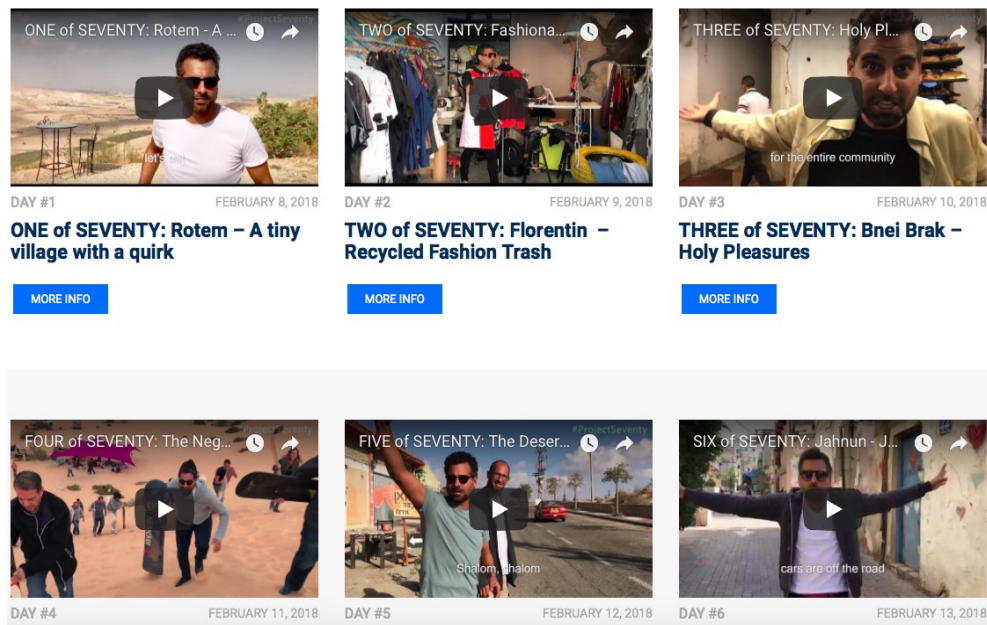 #ProjectSeventy
ONE of SEVENTY: Rotem - A ...
let's eat
TWO of SEVENTY: Fashiona...
THREE of SEVENTY: Holy Pl...
for the entire community
DAY #1
FEBRUARY 8, 2018
DAY #2
FEBRUARY 9, 2018
DAY #3
FEBRUARY 10, 2018
ONE of SEVENTY: Rotem – A tiny
village with a quirk
TWO of SEVENTY: Florentin –
Recycled Fashion Trash
THREE of SEVENTY: Bnei Brak –
Holy Pleasures
MORE INFO
MORE INFO
MORE INFO
#ProjectSeventy
FOUR of SEVENTY: The Neg...
#ProjectSeventy
FIVE of SEVENTY: The Deser...
Shalom, shalom
SIX of SEVENTY: Jahnun - J...
cars are off the road
DAY #4
FEBRUARY 11, 2018
DAY #5
FEBRUARY 12, 2018
DAY #6
FEBRUARY 13, 2018